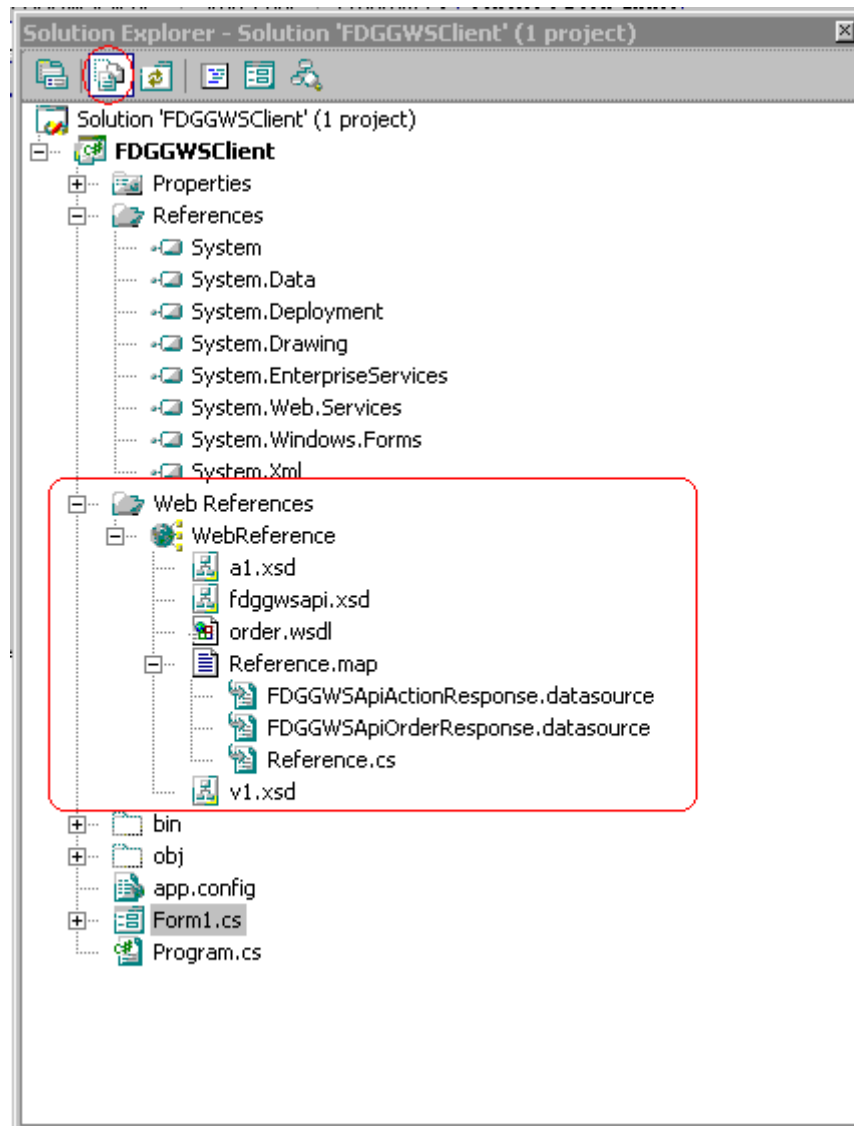 Solution Explorer - Solution 'FDGGWSClient' (1 project)
Solution 'FDGGWSClient' (1 project)
FDGGWSClient
Properties
References
System
System.Data
System.Deployment
System.Drawing
System.EnterpriseServices
System.Web.Services
System.Windows.Forms
System.Xml
Web References
WebReference
a1.xsd
fdggwsapi.xsd
order.wsdl
Reference.map
FDGGWSApiActionResponse.datasource
FDGGWSApiOrderResponse.datasource
Reference.cs
v1.xsd
bin
obj
app.config
Form1.cs
Program.cs